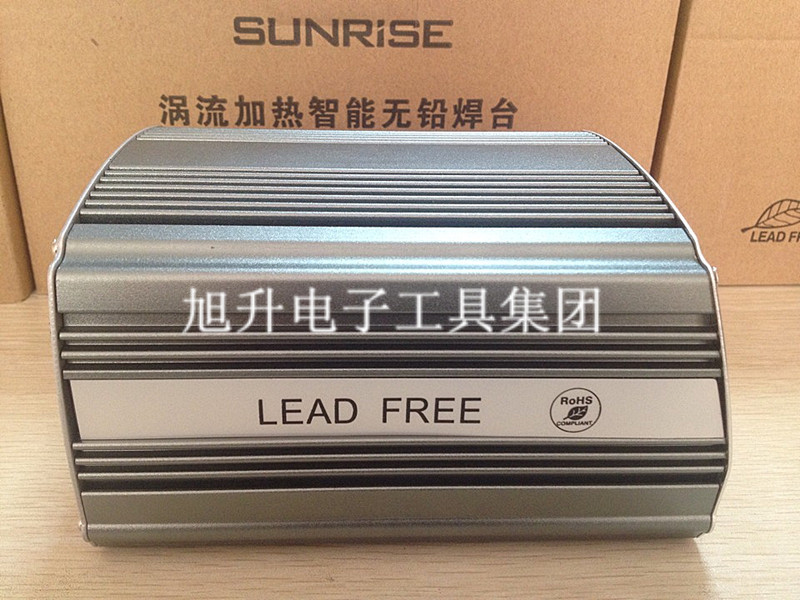 SUNRiSE
涡流加热智能无铅焊台
LEAD FR
旭升电子工具集团
LEAD FREE
RoHS
COMPLIANT